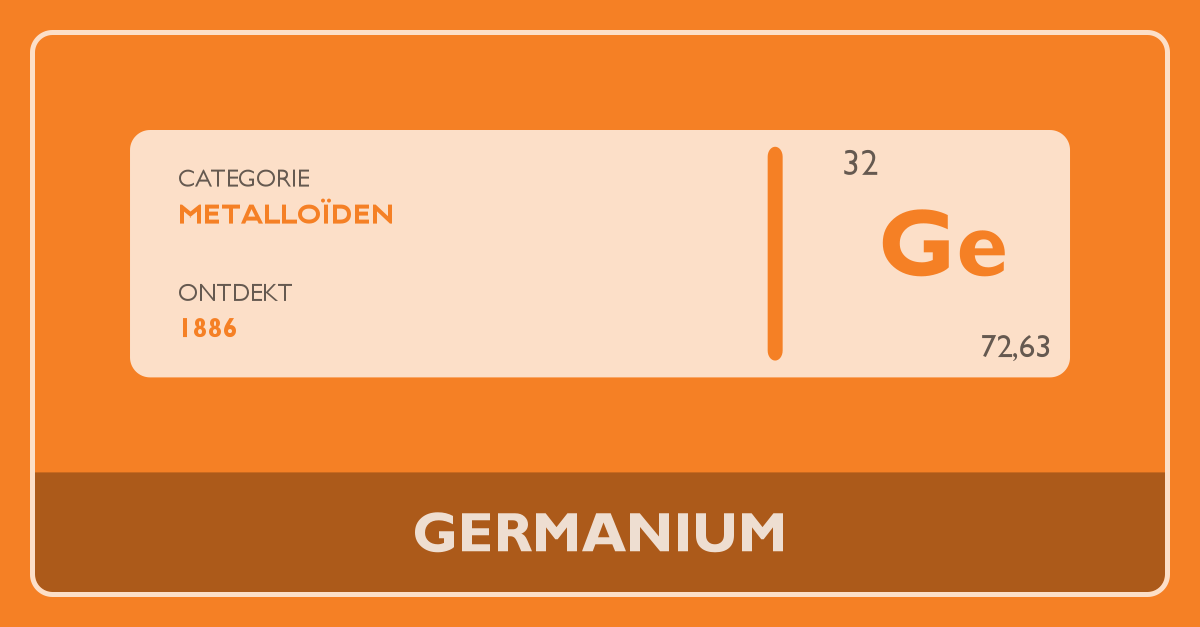 CATEGORIE
METALLOÏDEN
ONTDEKT
1886
32
Ge
72,63
GERMANIUM